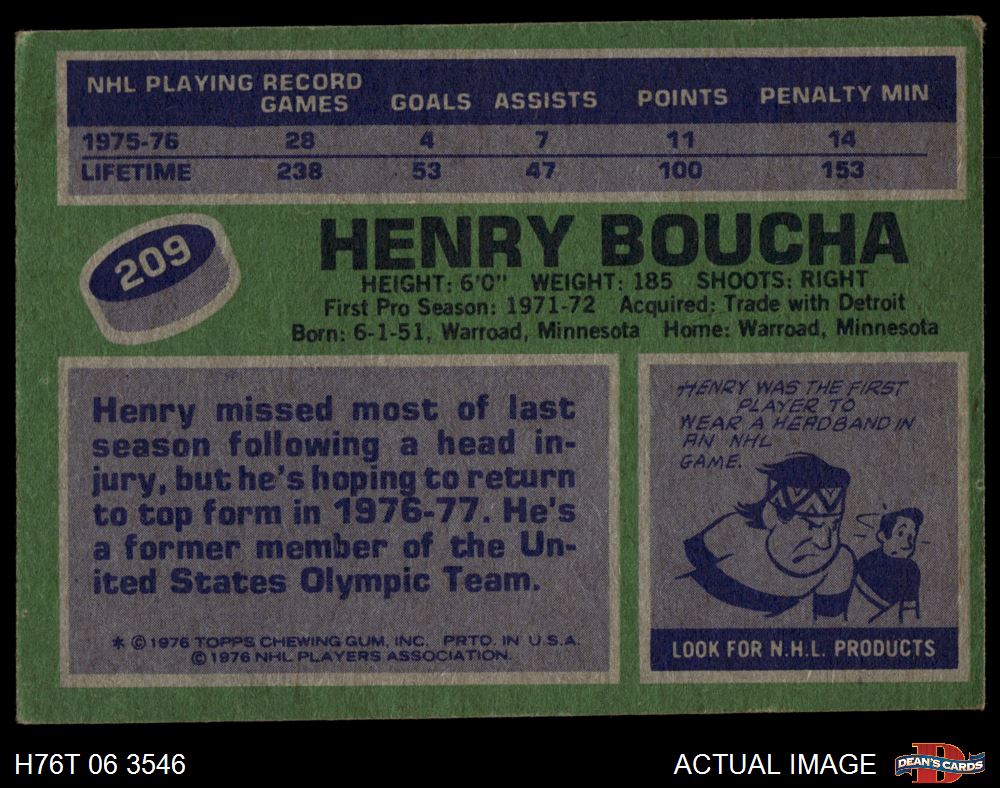 NHL PLAYING RECORD
GAMES GOALS ASSISTS POINTS PENALTY MIN
1975-76 28 4 7 11 14
LIFETIME 238 53 47 100 153
209
HENRY BOUCHA
HEIGHT: 6'0" WEIGHT: 185 SHOOTS: RIGHT
First Pro Season: 1971-72 Acquired: Trade with Detroit
Born: 6-1-51, Warroad, Minnesota Home: Warroad, Minnesota
Henry missed most of last
season following a head in-
jury, but he's hoping to return
to top form in 1976-77. He's
a former member of the Un-
ited States Olympic Team.
* © 1976 TOPPS CHEWING GUM, INC. PRTD. IN U.S.A.
© 1976 NHL PLAYERS ASSOCIATION.
HENRY WAS THE FIRST
PLAYER TO
WEAR A HEADBAND IN
AN NHL
GAME.
LOOK FOR N.H.L. PRODUCTS
H76T 06 3546
ACTUAL IMAGE
D
DEAN'S CARDS